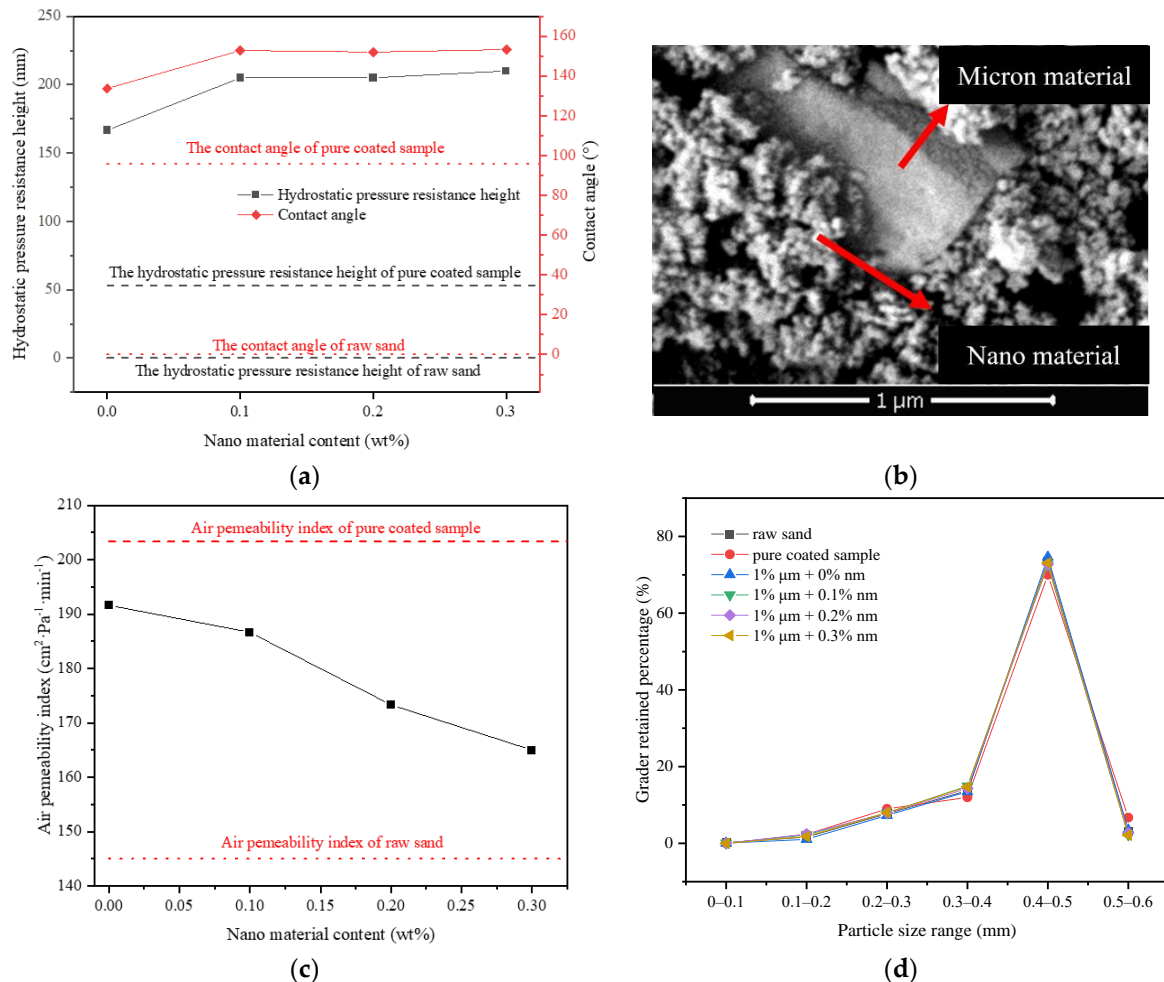 250
225
200
175
150
125
100
75
50
25
0
Hydrostatic pressure resistance height (mm)
160
140
120
100
80
60
40
20
0
Contact angle (°)
The contact angle of pure coated sample
Hydrostatic pressure resistance height
Contact angle
The hydrostatic pressure resistance height of pure coated sample
The contact angle of raw sand
The hydrostatic pressure resistance height of raw sand
0.0 0.1 0.2 0.3
Nano material content (wt%)
(a)
Micron material
Nano material
1 μm
(b)
210
200
190
180
170
160
150
140
Air pemeability index (cm²·Pa⁻¹·min⁻¹)
Air pemeability index of pure coated sample
Air pemeability index of raw sand
0.00 0.05 0.10 0.15 0.20 0.25 0.30
Nano material content (wt%)
(c)
80
60
40
20
0
Grader retained percentage (%)
raw sand
pure coated sample
1% μm + 0% nm
1% μm + 0.1% nm
1% μm + 0.2% nm
1% μm + 0.3% nm
0–0.1 0.1–0.2 0.2–0.3 0.3–0.4 0.4–0.5 0.5–0.6
Particle size range (mm)
(d)